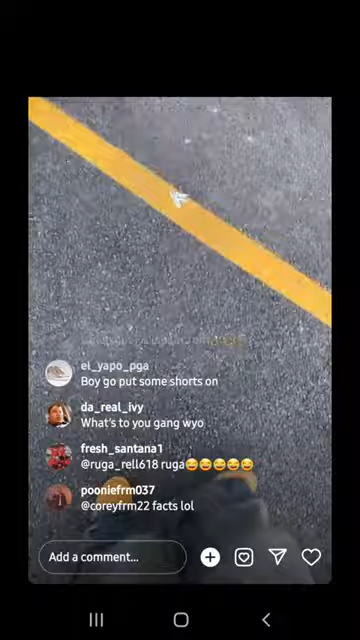 el_yapo_pga
Boy go put some shorts on
da_real_ivy
What's to you gang wyo
fresh_santana1
@ruga_rell618 ruga😂😂😂😂😂
pooniefrm037
@coreyfrm22 facts lol
Add a comment...